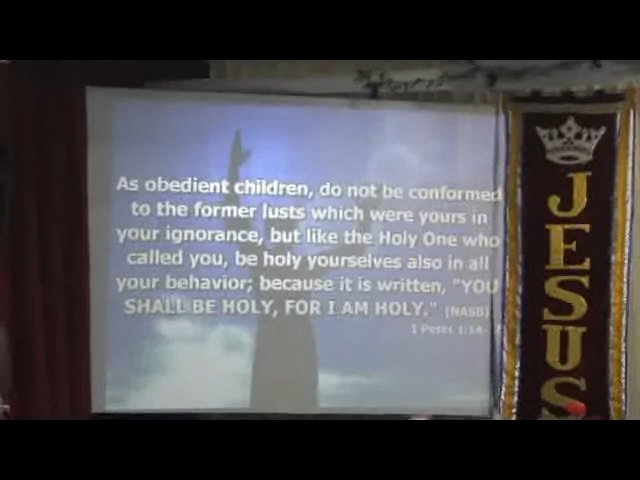 As obedient children, do not be conformed
to the former lusts which were yours in
your ignorance, but like the Holy One who
called you, be holy yourselves also in all
your behavior; because it is written, "YOU
SHALL BE HOLY, FOR I AM HOLY." (NASB)
1 Peter 1:14-
JESUS